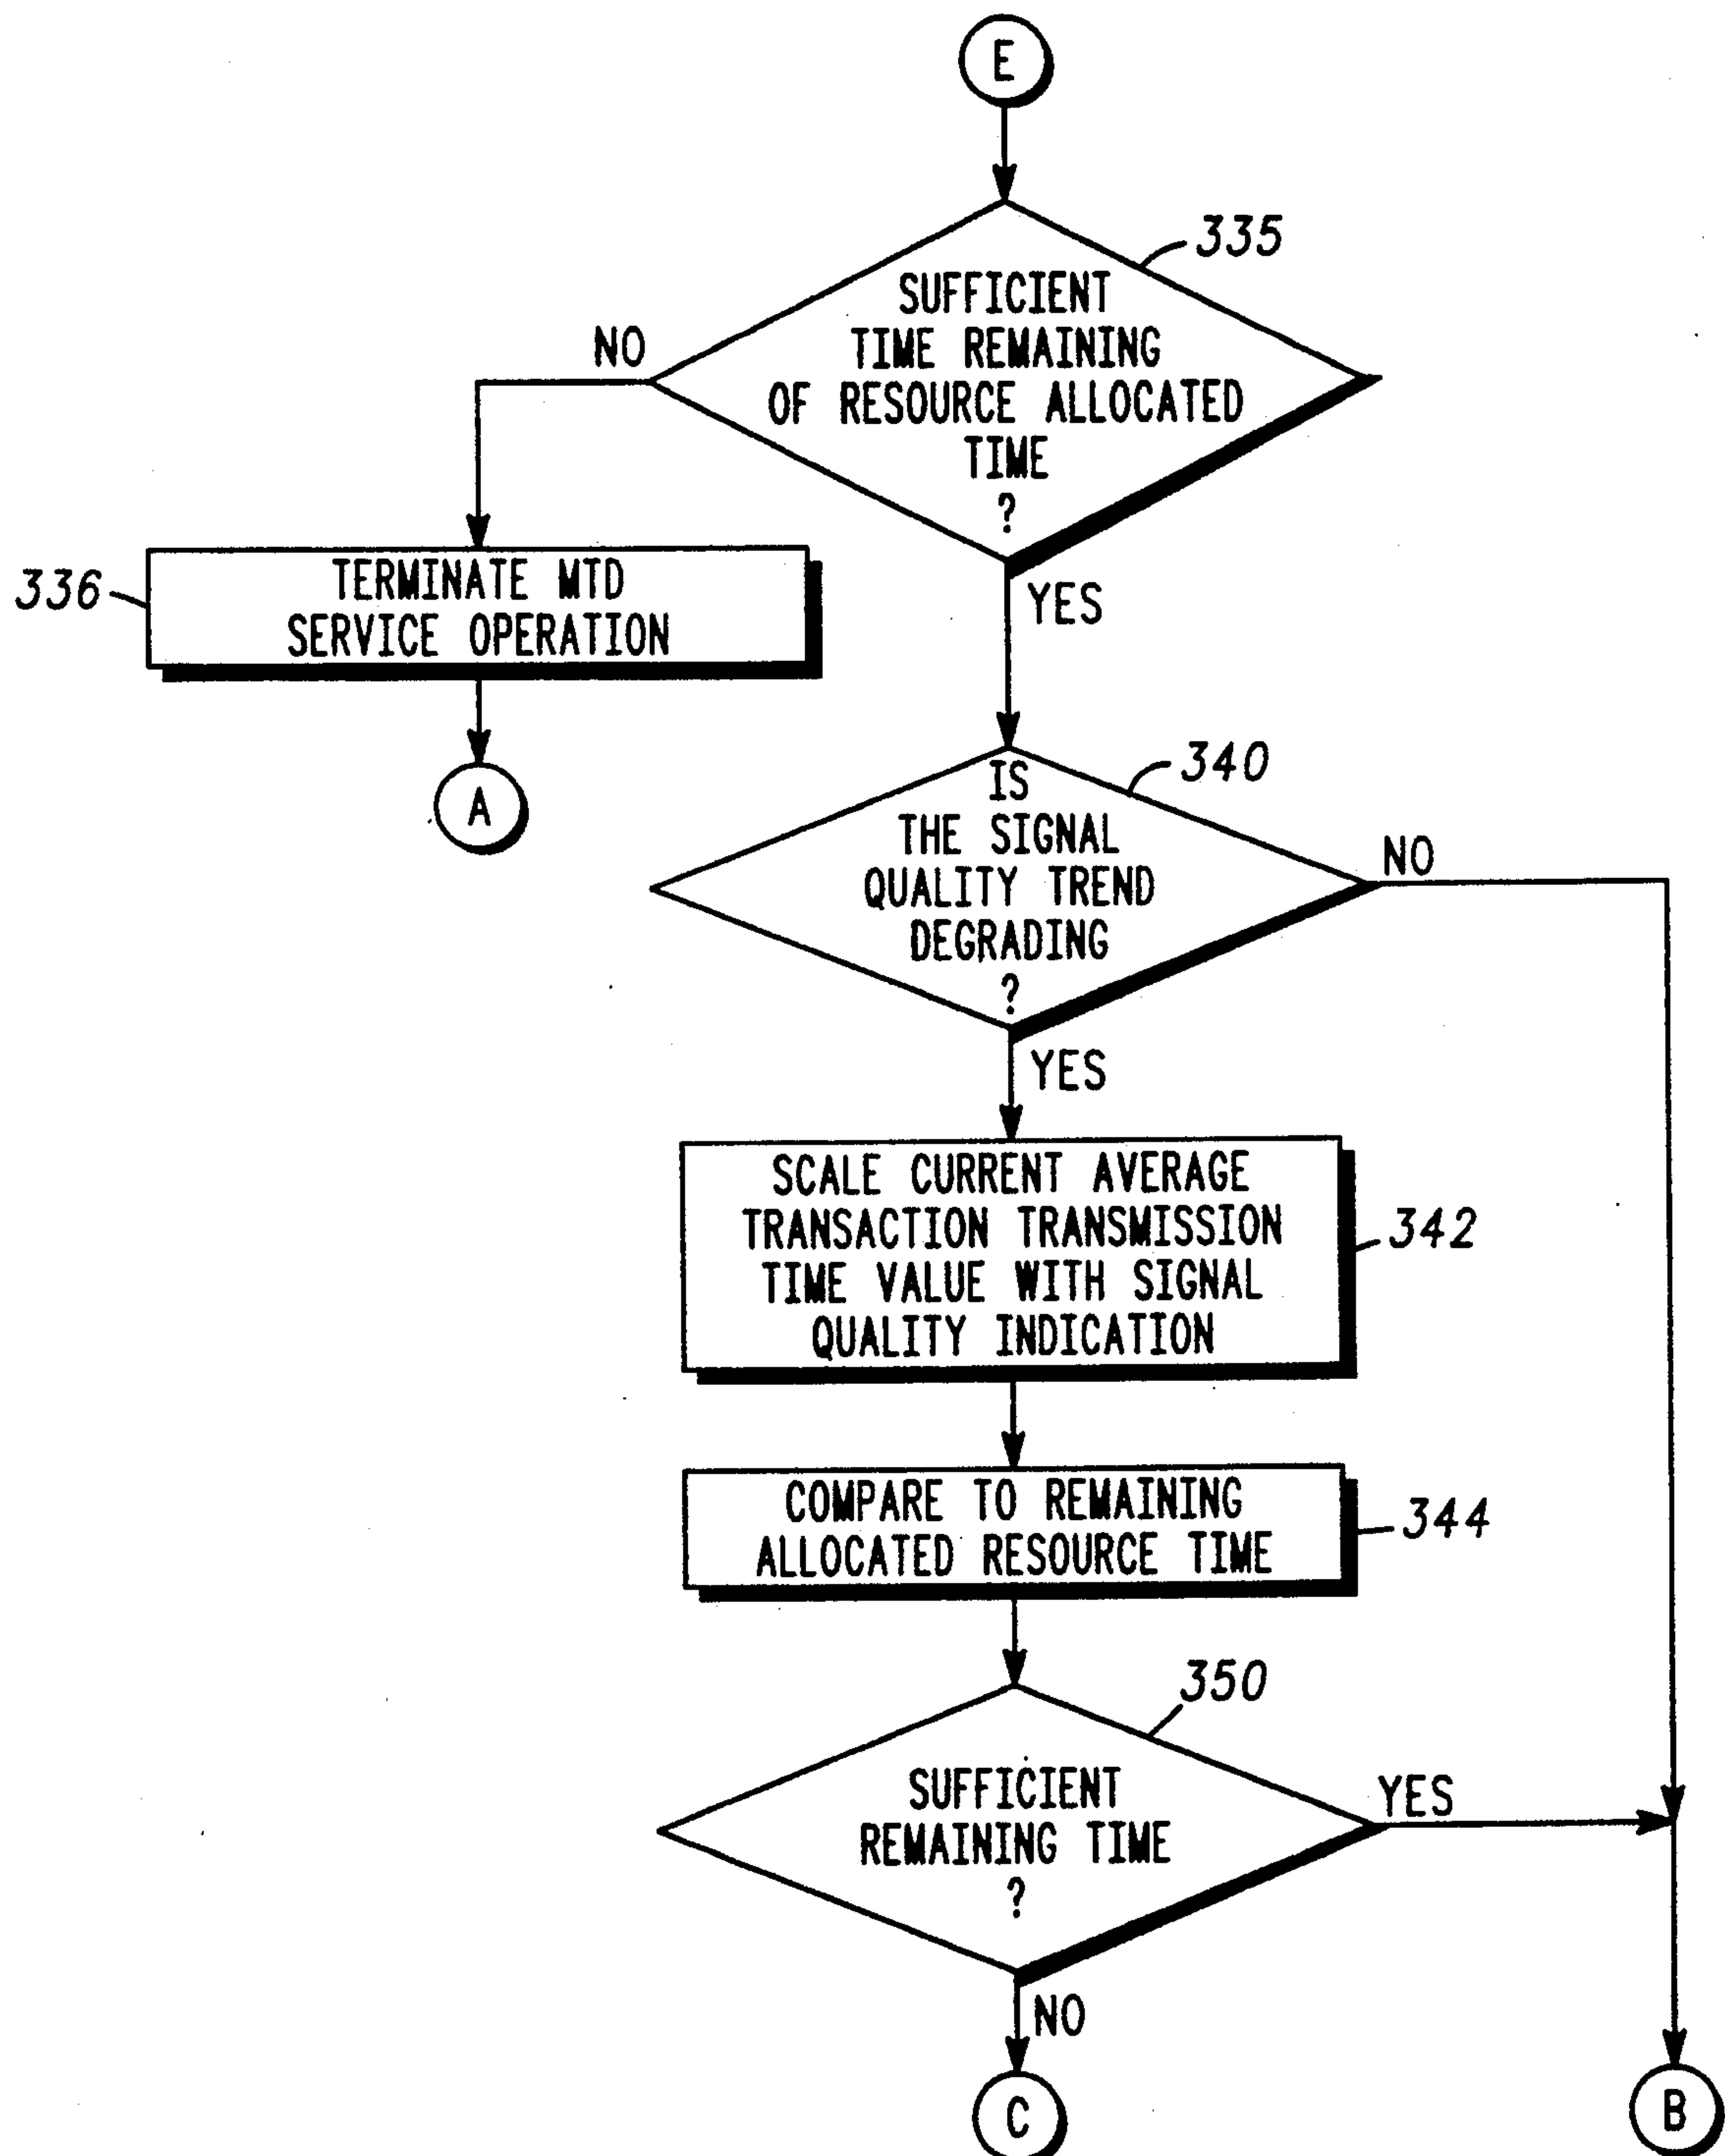 E
335
SUFFICIENT
TIME REMAINING
OF RESOURCE ALLOCATED
TIME
?
NO
YES
336
TERMINATE MTD
SERVICE OPERATION
A
340
IS
THE SIGNAL
QUALITY TREND
DEGRADING
?
NO
YES
SCALE CURRENT AVERAGE
TRANSACTION TRANSMISSION
TIME VALUE WITH SIGNAL
QUALITY INDICATION
342
COMPARE TO REMAINING
ALLOCATED RESOURCE TIME
344
350
SUFFICIENT
REMAINING TIME
?
YES
NO
C
B